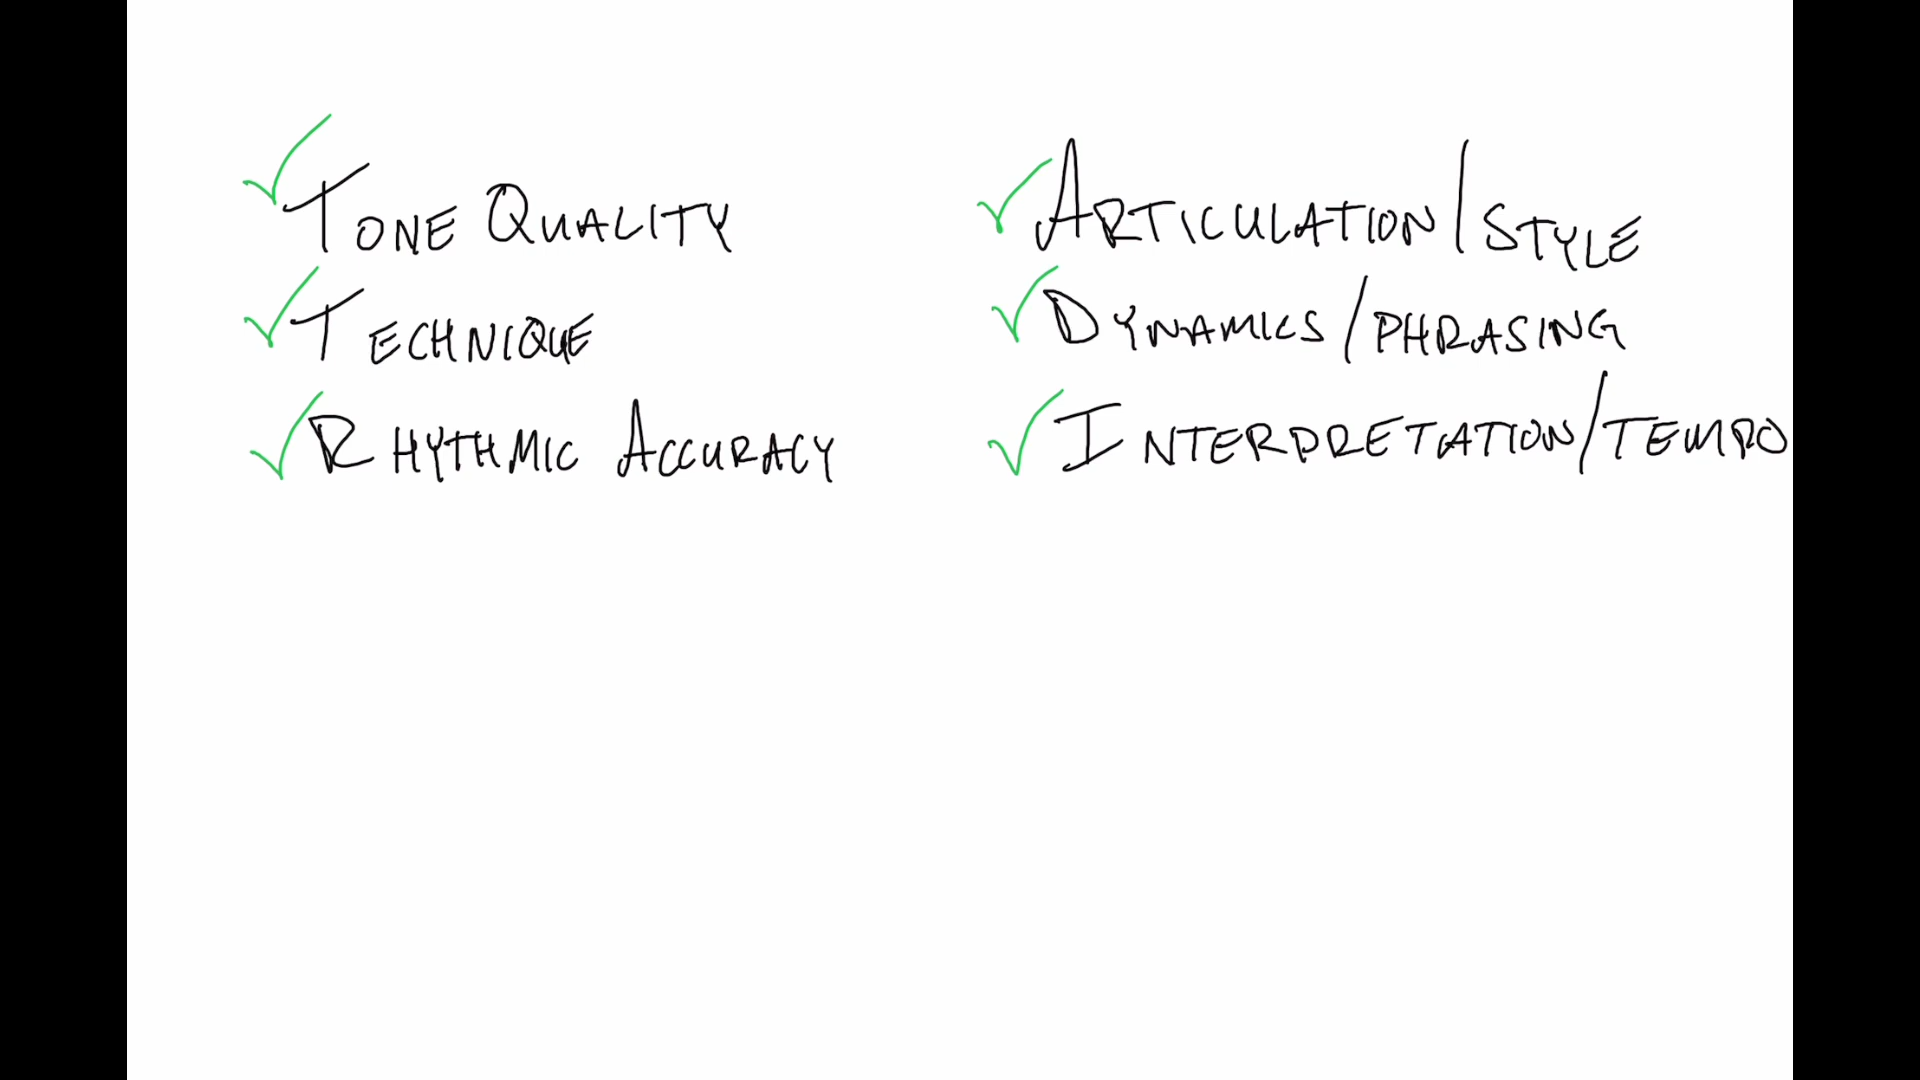 Tone Quality
Technique
Rhythmic Accuracy
Articulation/Style
Dynamics/Phrasing
Interpretation/Tempo